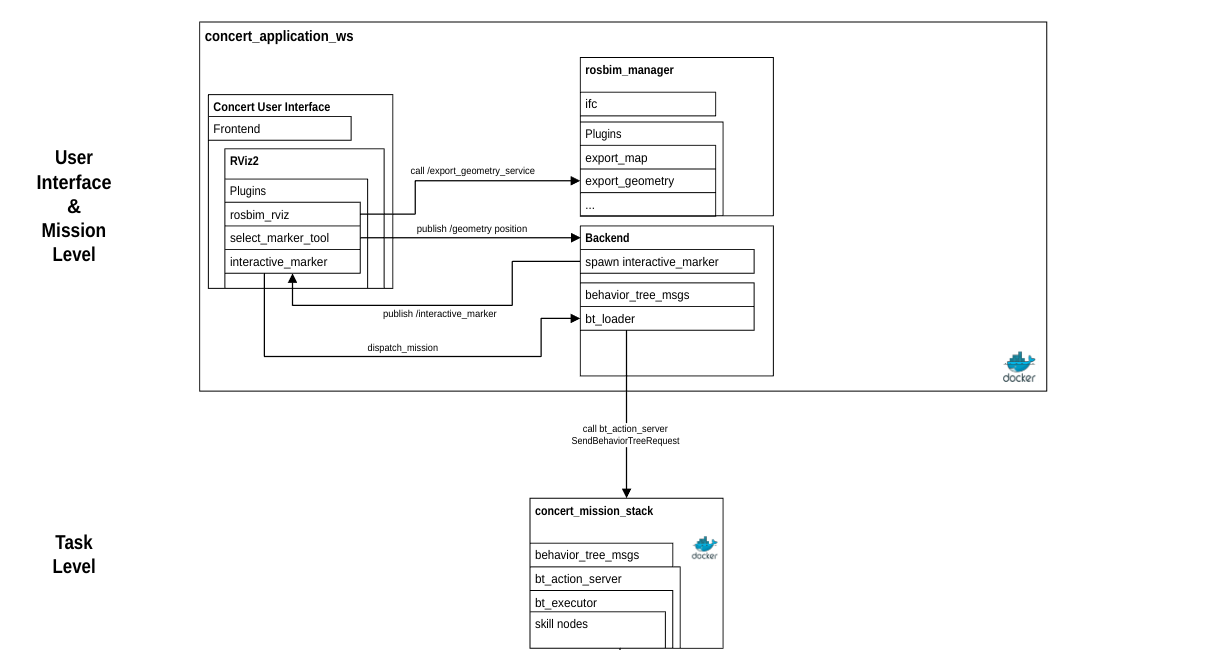 concert_application_ws
rosbim_manager
ifc
Plugins
export_map
export_geometry
...
Concert User Interface
Frontend
RViz2
Plugins
rosbim_rviz
select_marker_tool
interactive_marker
call /export_geometry_service
publish /geometry position
Backend
spawn interactive_marker
behavior_tree_msgs
bt_loader
publish /interactive_marker
dispatch_mission
docker
User
Interface
&
Mission
Level
call bt_action_server
SendBehaviorTreeRequest
Task
Level
concert_mission_stack
docker
behavior_tree_msgs
bt_action_server
bt_executor
skill nodes